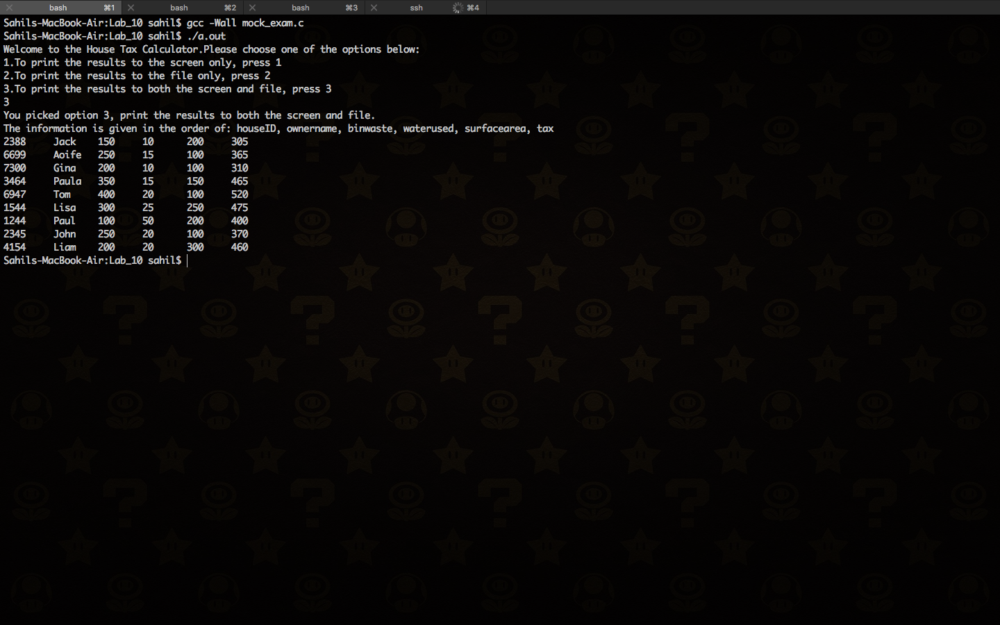 bash ⌘1 bash ⌘2 bash ⌘3 ssh ⌘4
Sahils-MacBook-Air:Lab_10 sahil$ gcc -Wall mock_exam.c
Sahils-MacBook-Air:Lab_10 sahil$ ./a.out
Welcome to the House Tax Calculator.Please choose one of the options below:
1.To print the results to the screen only, press 1
2.To print the results to the file only, press 2
3.To print the results to both the screen and file, press 3
3
You picked option 3, print the results to both the screen and file.
The information is given in the order of: houseID, ownername, binwaste, waterused, surfacearea, tax
2388 Jack 150 10 200 305
6699 Aoife 250 15 100 365
7300 Gina 200 10 100 310
3464 Paula 350 15 150 465
6947 Tom 400 20 100 520
1544 Lisa 300 25 250 475
1244 Paul 100 50 200 400
2345 John 250 20 100 370
4154 Liam 200 20 300 460
Sahils-MacBook-Air:Lab_10 sahil$